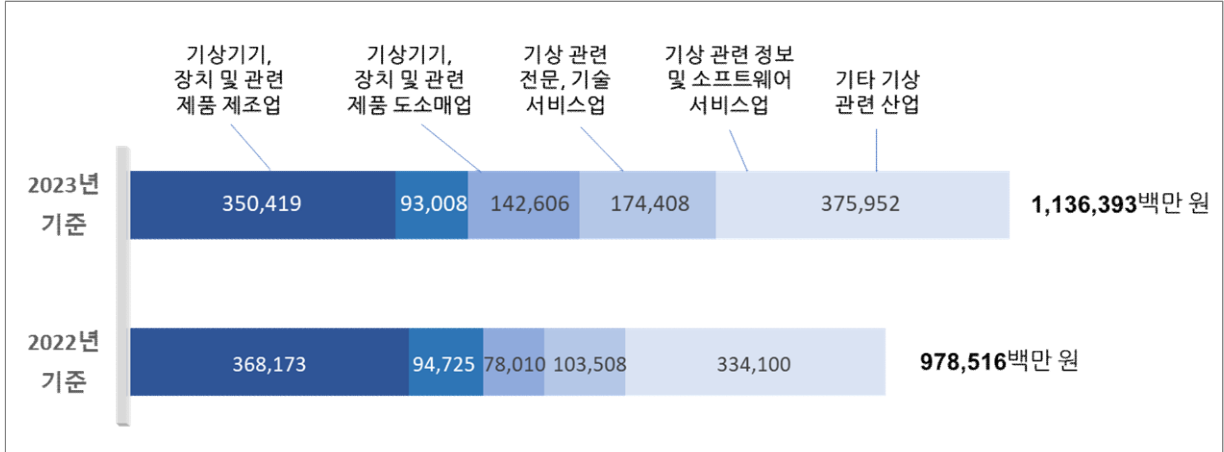 기상기기,
장치 및 관련
제품 제조업
기상기기,
장치 및 관련
제품 도소매업
기상 관련
전문, 기술
서비스업
기상 관련 정보
및 소프트웨어
서비스업
기타 기상
관련 산업
2023년
기준
350,419
93,008
142,606
174,408
375,952
1,136,393백만 원
2022년
기준
368,173
94,725
78,010
103,508
334,100
978,516백만 원